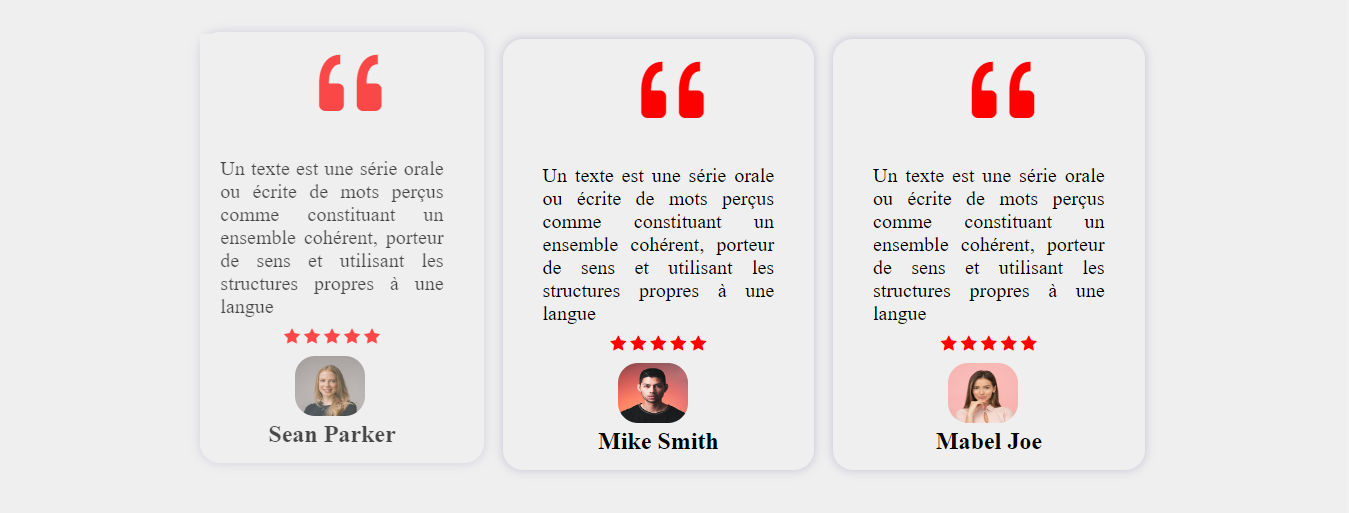 Un texte est une série orale
ou écrite de mots perçus
comme constituant un
ensemble cohérent, porteur
de sens et utilisant les
structures propres à une
langue
Sean Parker
Un texte est une série orale
ou écrite de mots perçus
comme constituant un
ensemble cohérent, porteur
de sens et utilisant les
structures propres à une
langue
Mike Smith
Un texte est une série orale
ou écrite de mots perçus
comme constituant un
ensemble cohérent, porteur
de sens et utilisant les
structures propres à une
langue
Mabel Joe